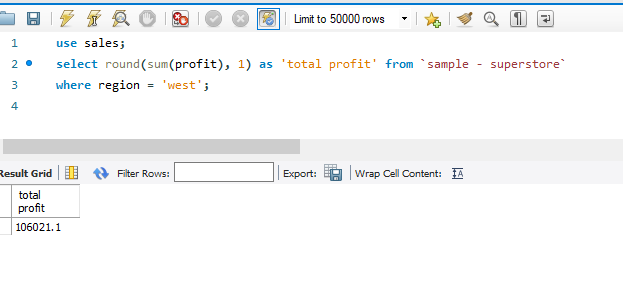 Limit to 50000 rows
1 use sales;
2 select round(sum(profit), 1) as 'total profit' from `sample - superstore`
3 where region = 'west';
4
Result Grid Filter Rows: Export: Wrap Cell Content:
total
profit
106021.1